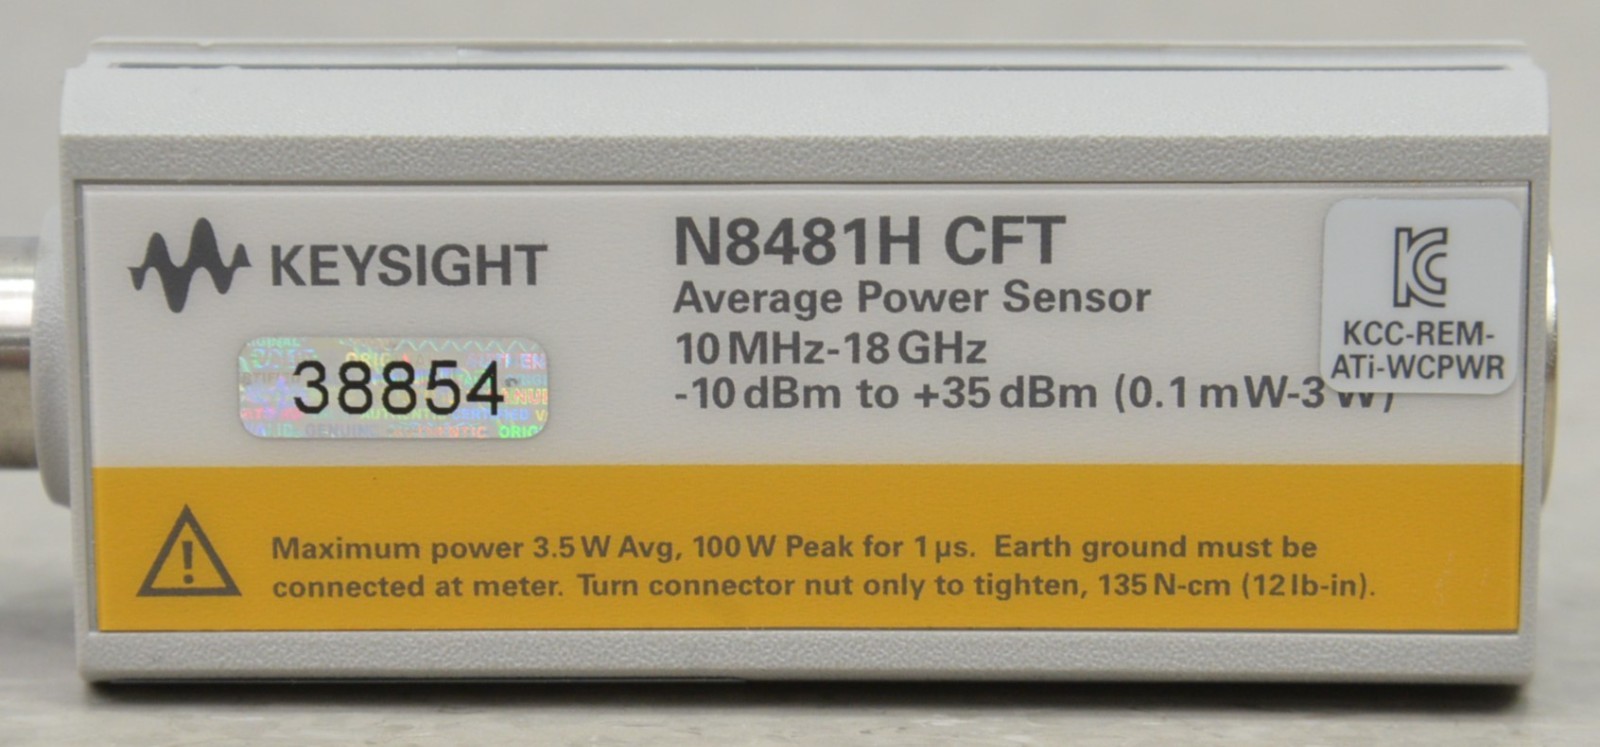 KEYSIGHT
38854
N8481H CFT
Average Power Sensor
10 MHz-18 GHz
-10 dBm to +35 dBm (0.1 mW-3 W)
KCC-REM-
ATi-WCPWR
Maximum power 3.5 W Avg, 100 W Peak for 1 µs. Earth ground must be
connected at meter. Turn connector nut only to tighten, 135 N-cm (12 lb-in).